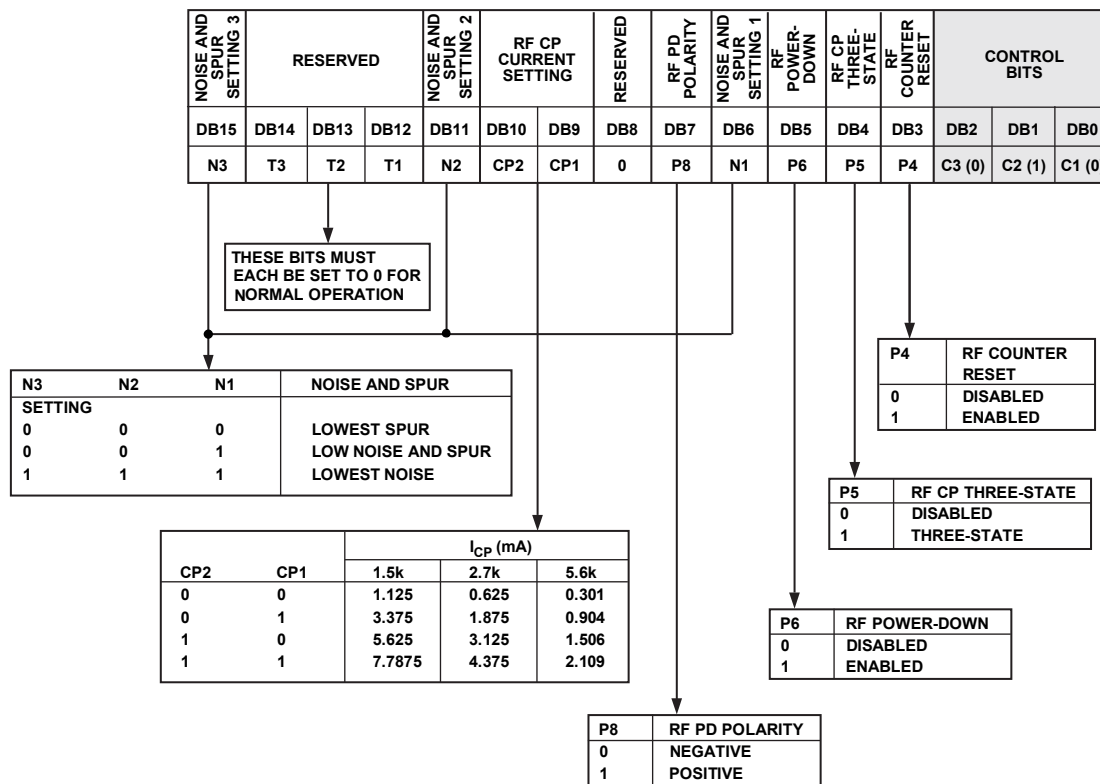 NOISE AND SPUR SETTING 3
RESERVED
NOISE AND SPUR SETTING 2
RF CP CURRENT SETTING
RESERVED
RF PD POLARITY
NOISE AND SPUR SETTING 1
RF POWER-DOWN
RF CP THREE-STATE
RF COUNTER RESET
CONTROL BITS
DB15 DB14 DB13 DB12 DB11 DB10 DB9 DB8 DB7 DB6 DB5 DB4 DB3 DB2 DB1 DB0
N3 T3 T2 T1 N2 CP2 CP1 0 P8 N1 P6 P5 P4 C3 (0) C2 (1) C1 (0
THESE BITS MUST
EACH BE SET TO 0 FOR
NORMAL OPERATION
P4 RF COUNTER
RESET
0 DISABLED
1 ENABLED
N3 N2 N1 NOISE AND SPUR
SETTING
0 0 0 LOWEST SPUR
0 0 1 LOW NOISE AND SPUR
1 1 1 LOWEST NOISE
P5 RF CP THREE-STATE
0 DISABLED
1 THREE-STATE
ICP (mA)
CP2 CP1 1.5k 2.7k 5.6k
0 0 1.125 0.625 0.301
0 1 3.375 1.875 0.904
1 0 5.625 3.125 1.506
1 1 7.7875 4.375 2.109
P6 RF POWER-DOWN
0 DISABLED
1 ENABLED
P8 RF PD POLARITY
0 NEGATIVE
1 POSITIVE